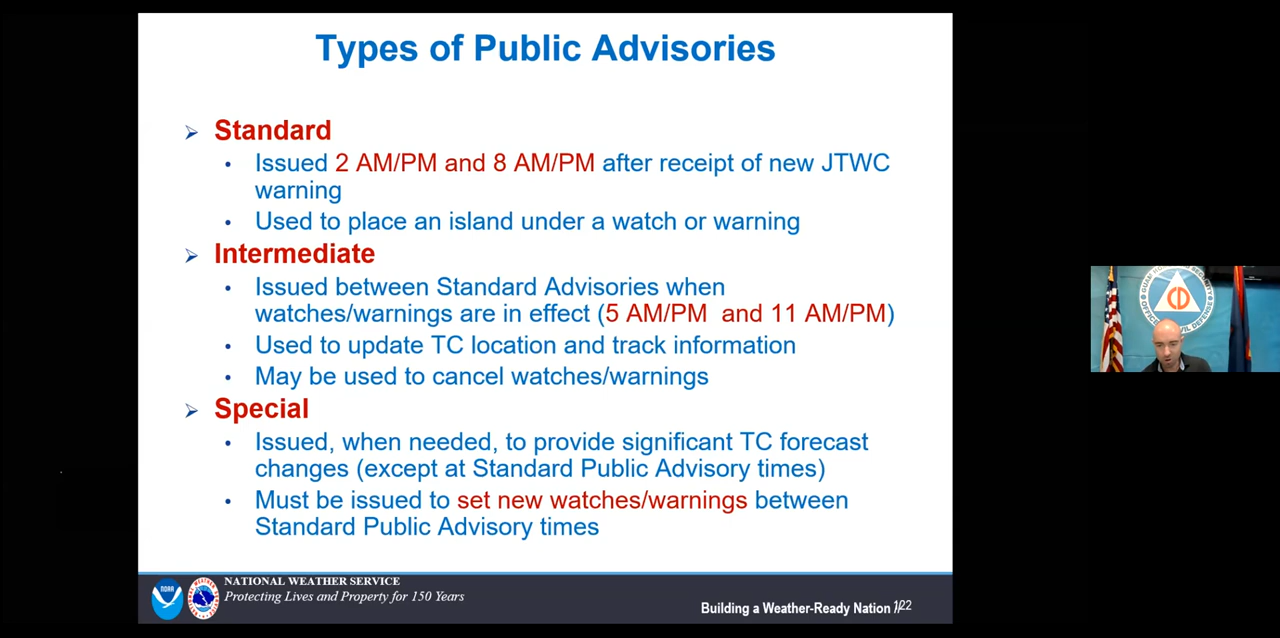 Types of Public Advisories
➢ Standard
• Issued 2 AM/PM and 8 AM/PM after receipt of new JTWC
warning
• Used to place an island under a watch or warning
➢ Intermediate
• Issued between Standard Advisories when
watches/warnings are in effect (5 AM/PM and 11 AM/PM)
• Used to update TC location and track information
• May be used to cancel watches/warnings
➢ Special
• Issued, when needed, to provide significant TC forecast
changes (except at Standard Public Advisory times)
• Must be issued to set new watches/warnings between
Standard Public Advisory times
NOAA
NATIONAL WEATHER SERVICE
Protecting Lives and Property for 150 Years
Building a Weather-Ready Nation
CD